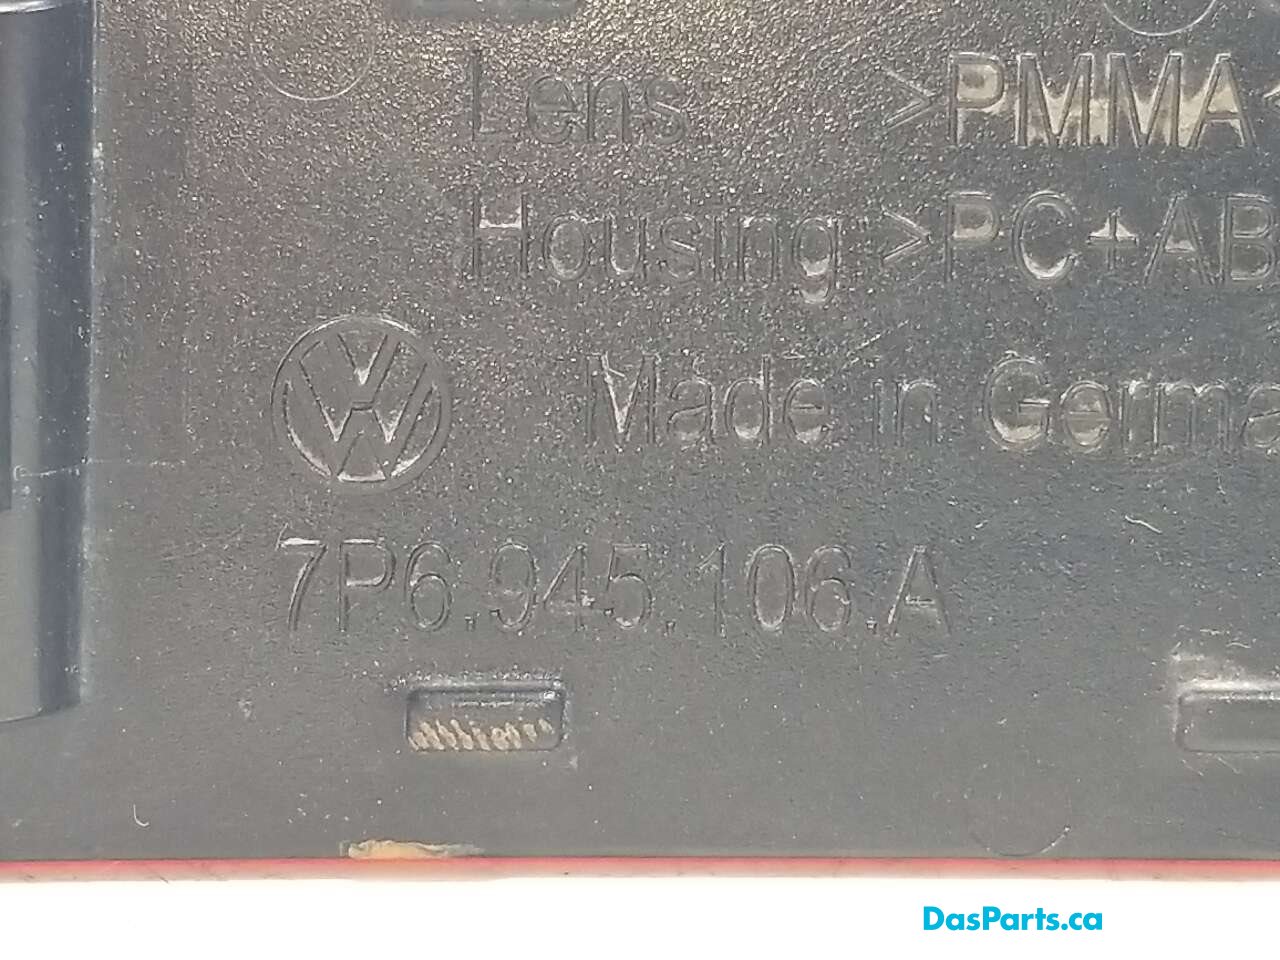 Lens >PMMA<
Housing >PC+AB
Made in Germa
7P6.945.106.A
DasParts.ca